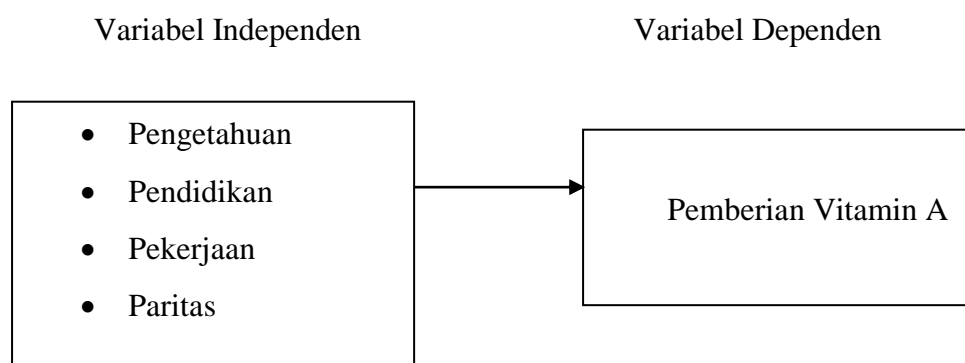 Variabel Independen
Variabel Dependen
• Pengetahuan
• Pendidikan
• Pekerjaan
• Paritas
Pemberian Vitamin A